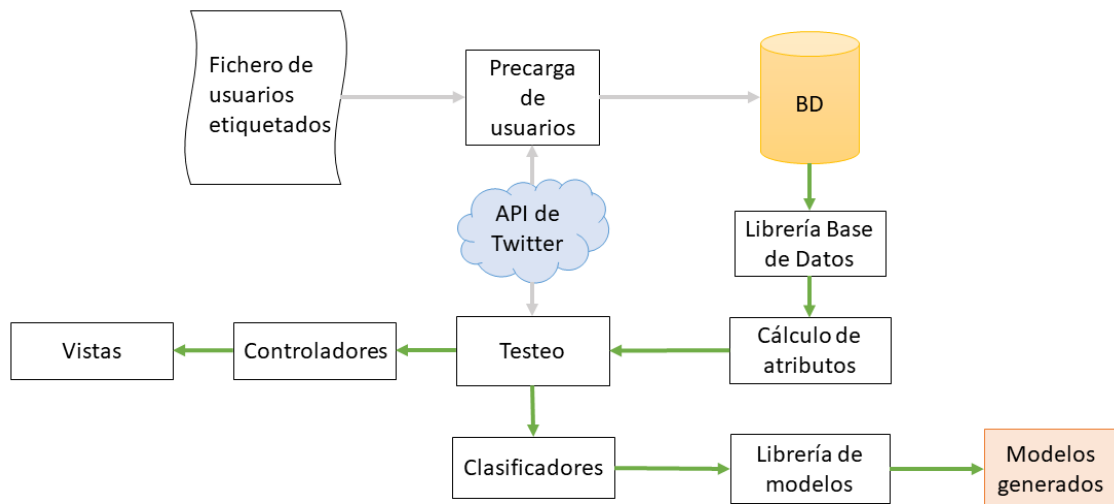 Fichero de
usuarios
etiquetados
Precarga
de
usuarios
BD
API de
Twitter
Librería Base
de Datos
Vistas
Controladores
Testeo
Cálculo de
atributos
Clasificadores
Librería de
modelos
Modelos
generados